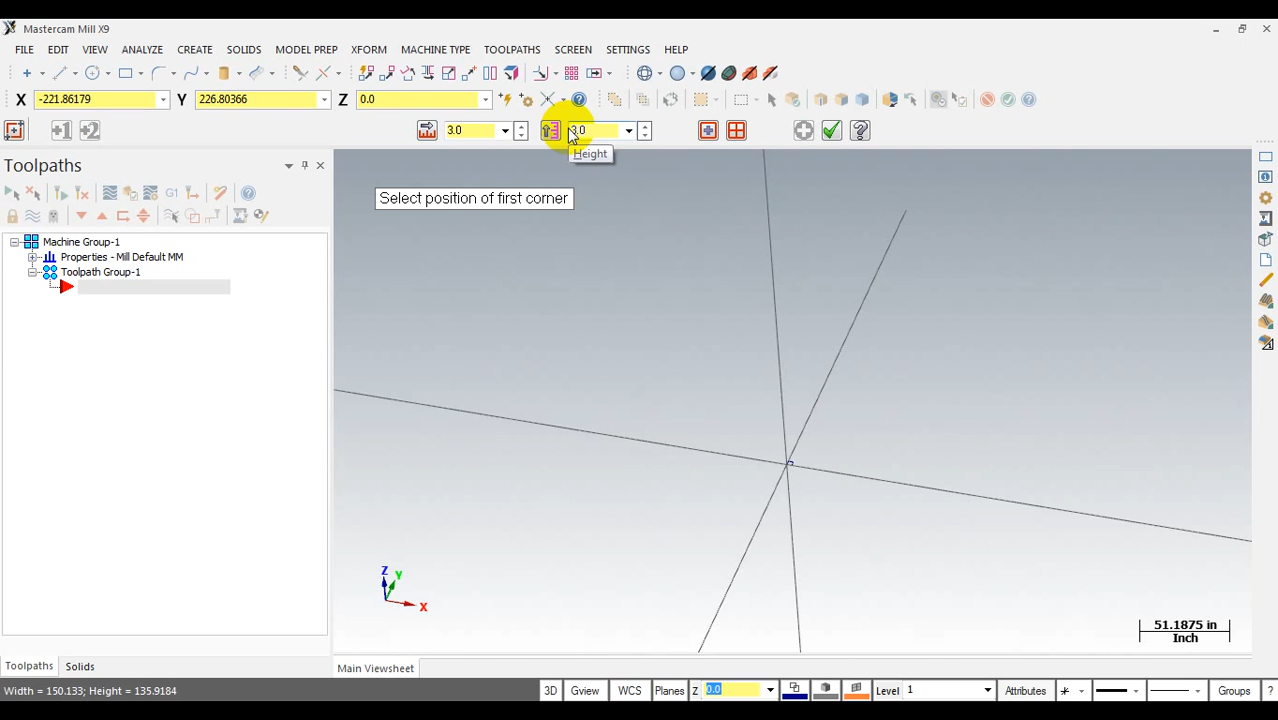 Mastercam Mill X9
FILE EDIT VIEW ANALYZE CREATE SOLIDS MODEL PREP XFORM MACHINE TYPE TOOLPATHS SCREEN SETTINGS HELP
X -221.86179 Y 226.80366 Z 0.0
+1 +2 3.0 3.0
Height
Toolpaths
G1
Select position of first corner
Machine Group-1
Properties - Mill Default MM
Toolpath Group-1
Z
Y
X
51.1875 in
Inch
Toolpaths Solids
Main Viewsheet
Width = 150.133; Height = 135.9184 3D Gview WCS Planes Z 0.0 Level 1 Attributes Groups ?